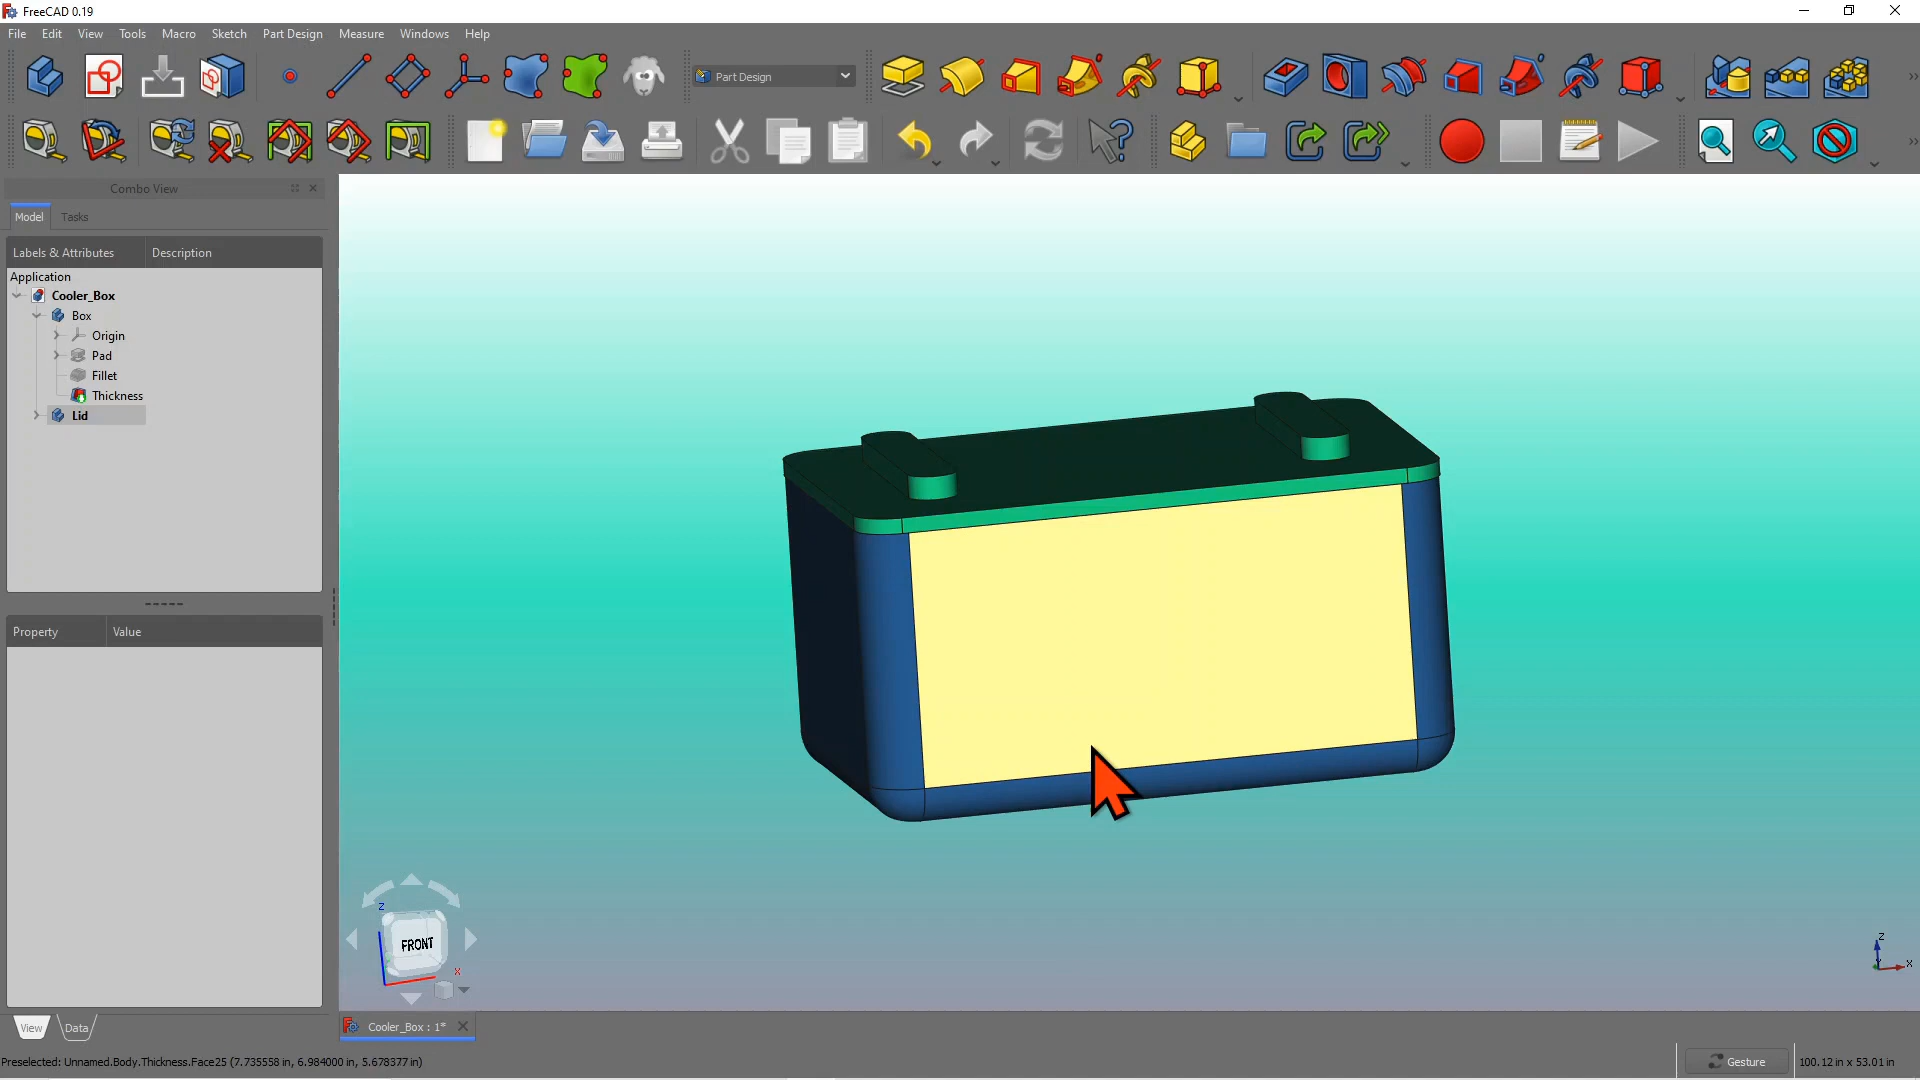 FreeCAD 0.19
File Edit View Tools Macro Sketch Part Design Measure Windows Help
Part Design
Combo View
Model Tasks
Labels & Attributes Description
Application
Cooler_Box
Box
Origin
Pad
Fillet
Thickness
Lid
Property Value
Z
FRONT
X
Z
X
View Data
Cooler_Box : 1*
Preselected: Unnamed.Body.Thickness.Face25 (7.735558 in, 6.984000 in, 5.678377 in)
Gesture
100.12 in x 53.01 in